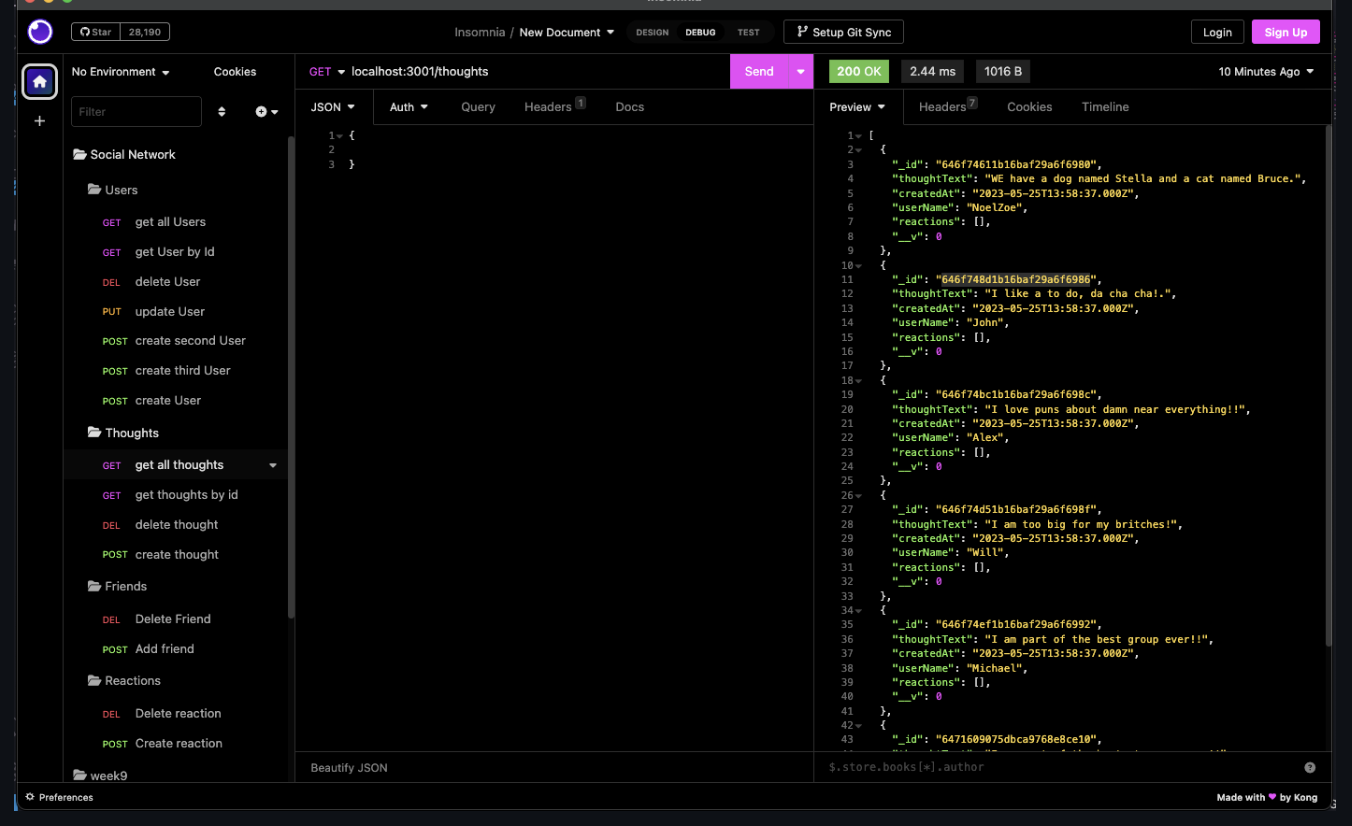 Insomnia
Star 28,190
Insomnia / New Document
DESIGN DEBUG TEST
Setup Git Sync
Login
Sign Up
No Environment
Cookies
Filter
Social Network
Users
GET get all Users
GET get User by Id
DEL delete User
PUT update User
POST create second User
POST create third User
POST create User
Thoughts
GET get all thoughts
GET get thoughts by id
DEL delete thought
POST create thought
Friends
DEL Delete Friend
POST Add friend
Reactions
DEL Delete reaction
POST Create reaction
week9
Preferences
GET localhost:3001/thoughts
Send
JSON Auth Query Headers 1 Docs
1 {
2
3 }
Beautify JSON
200 OK 2.44 ms 1016 B
10 Minutes Ago
Preview Headers 7 Cookies Timeline
1 [
2 {
3 "_id": "646f74611b16baf29a6f6980",
4 "thoughtText": "WE have a dog named Stella and a cat named Bruce.",
5 "createdAt": "2023-05-25T13:58:37.000Z",
6 "userName": "NoelZoe",
7 "reactions": [],
8 "__v": 0
9 },
10 {
11 "_id": "646f748d1b16baf29a6f6986",
12 "thoughtText": "I like a to do, da cha cha!.",
13 "createdAt": "2023-05-25T13:58:37.000Z",
14 "userName": "John",
15 "reactions": [],
16 "__v": 0
17 },
18 {
19 "_id": "646f74bc1b16baf29a6f698c",
20 "thoughtText": "I love puns about damn near everything!!",
21 "createdAt": "2023-05-25T13:58:37.000Z",
22 "userName": "Alex",
23 "reactions": [],
24 "__v": 0
25 },
26 {
27 "_id": "646f74d51b16baf29a6f698f",
28 "thoughtText": "I am too big for my britches!",
29 "createdAt": "2023-05-25T13:58:37.000Z",
30 "userName": "Will",
31 "reactions": [],
32 "__v": 0
33 },
34 {
35 "_id": "646f74ef1b16baf29a6f6992",
36 "thoughtText": "I am part of the best group ever!!",
37 "createdAt": "2023-05-25T13:58:37.000Z",
38 "userName": "Michael",
39 "reactions": [],
40 "__v": 0
41 },
42 {
43 "_id": "6471609075dbca9768e8ce10",
$.store.books[*].author
Made with ❤ by Kong